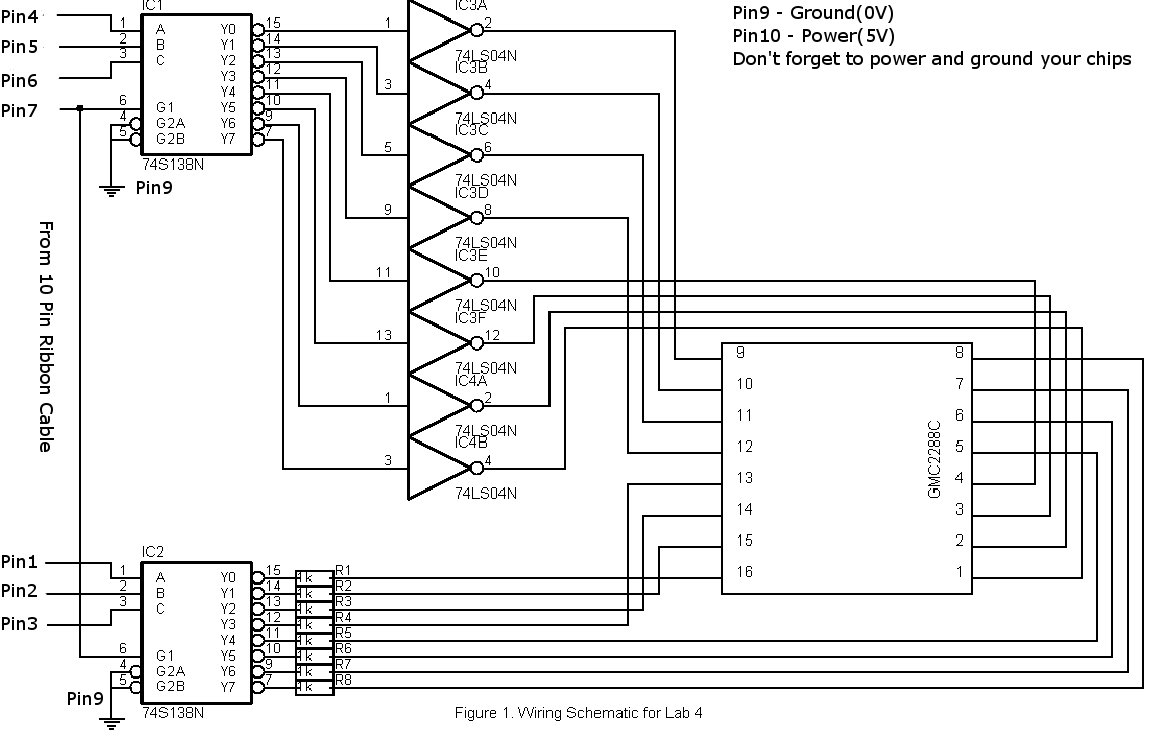 Pin9 - Ground(0V)
Pin10 - Power(5V)
Don't forget to power and ground your chips
Pin4
Pin5
Pin6
Pin7
IC1
1 A Y0 15
2 B Y1 14
3 C Y2 13
Y3 12
Y4 11
6 G1 Y5 10
4 G2A Y6 9
5 G2B Y7 7
74S138N
Pin9
From 10 Pin Ribbon Cable
IC3A
1 2
74LS04N
IC3B
3 4
74LS04N
IC3C
5 6
74LS04N
IC3D
9 8
74LS04N
IC3E
11 10
74LS04N
IC3F
13 12
74LS04N
IC4A
1 2
74LS04N
IC4B
3 4
74LS04N
9 8
10 7
11 6
12 5
13 4
14 3
15 2
16 1
GMC2288C
Pin1
Pin2
Pin3
IC2
1 A Y0 15 1k R1
2 B Y1 14 1k R2
3 C Y2 13 1k R3
Y3 12 1k R4
Y4 11 1k R5
6 G1 Y5 10 1k R6
4 G2A Y6 9 1k R7
5 G2B Y7 7 1k R8
74S138N
Pin9
Figure 1. Wiring Schematic for Lab 4